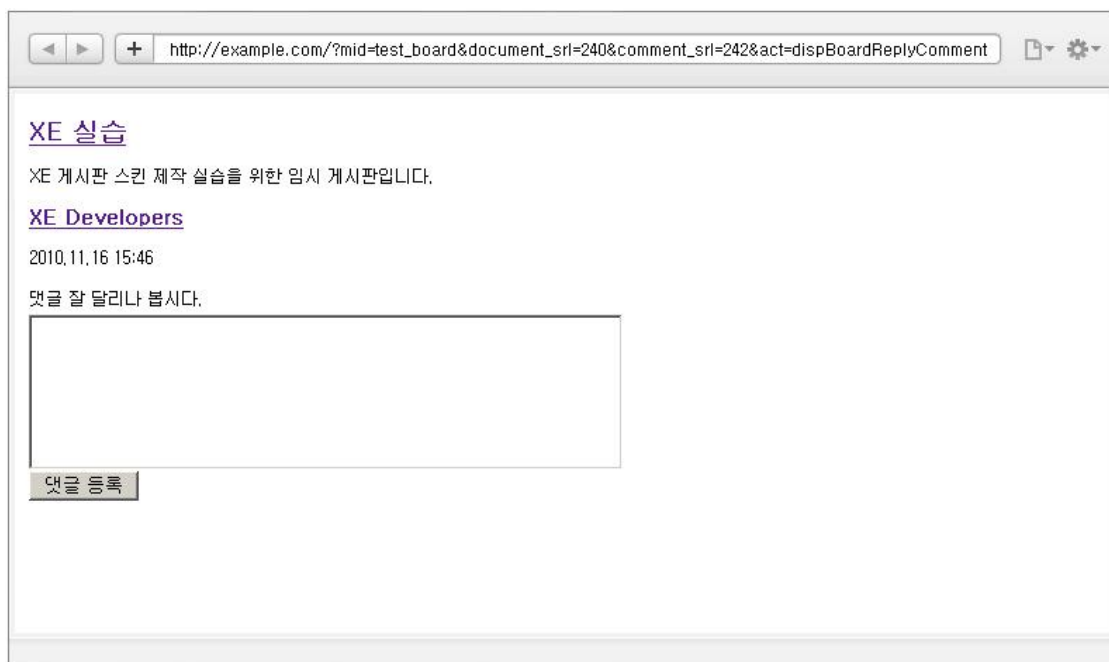 http://example.com/?mid=test_board&document_srl=240&comment_srl=242&act=dispBoardReplyComment
XE 실습
XE 게시판 스킨 제작 실습을 위한 임시 게시판입니다.
XE Developers
2010.11.16 15:46
댓글 잘 달리나 봅시다.
댓글 등록